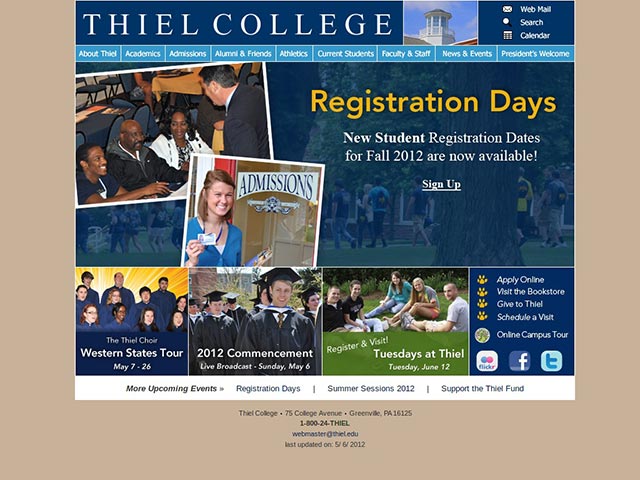 THIEL COLLEGE
Web Mail
Search
Calendar
About Thiel
Academics
Admissions
Alumni & Friends
Athletics
Current Students
Faculty & Staff
News & Events
President's Welcome
Registration Days
New Student Registration Dates
for Fall 2012 are now available!
Sign Up
ADMISSIONS
The Thiel Choir
Western States Tour
May 7 - 26
2012 Commencement
Live Broadcast - Sunday, May 6
Register & Visit!
Tuesdays at Thiel
Tuesday, June 12
Apply Online
Visit the Bookstore
Give to Thiel
Schedule a Visit
Online Campus Tour
flickr
More Upcoming Events » Registration Days | Summer Sessions 2012 | Support the Thiel Fund
Thiel College • 75 College Avenue • Greenville, PA 16125
1-800-24-THIEL
webmaster@thiel.edu
last updated on: 5/ 6/ 2012